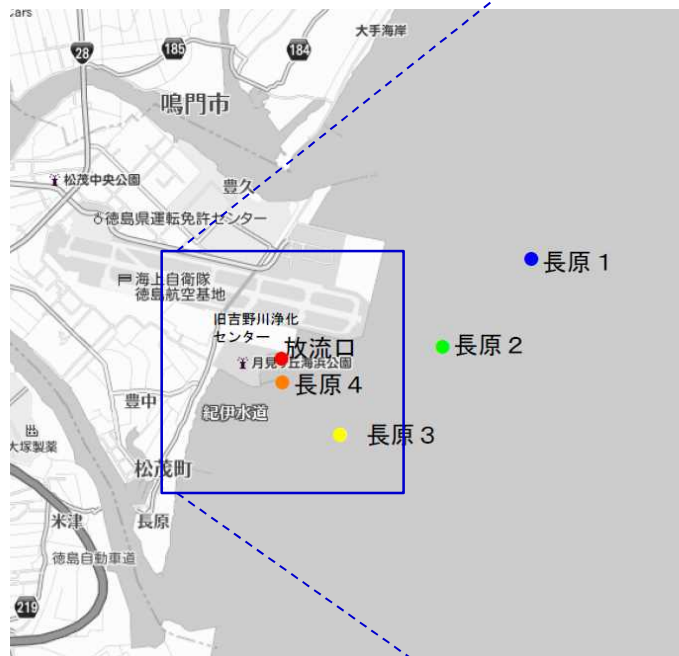 cars
大手海岸
28
185
184
鳴門市
松茂中央公園
豊久
徳島県運転免許センター
長原1
海上自衛隊
徳島航空基地
旧吉野川浄化
センター
放流口
長原2
月見ヶ丘海浜公園
長原4
豊中
紀伊水道
長原3
大塚製薬
松茂町
米津
長原
徳島自動車道
219